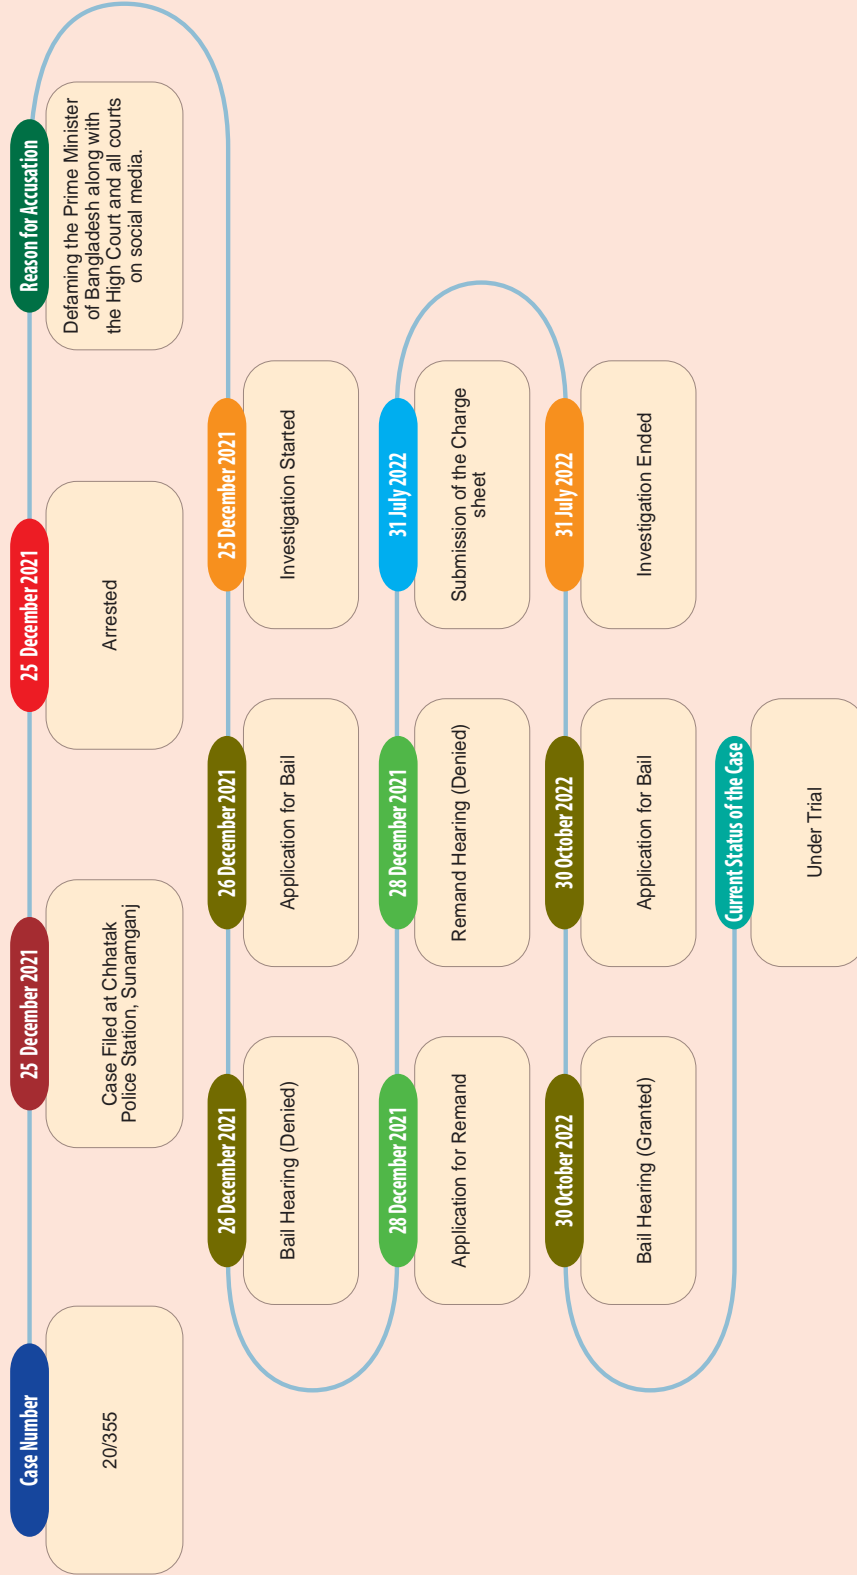 Case Number
20/355
25 December 2021
Case Filed at Chhatak
Police Station, Sunamganj
25 December 2021
Arrested
Reason for Accusation
Defaming the Prime Minister
of Bangladesh along with
the High Court and all courts
on social media.
25 December 2021
Investigation Started
26 December 2021
Application for Bail
26 December 2021
Bail Hearing (Denied)
28 December 2021
Application for Remand
28 December 2021
Remand Hearing (Denied)
31 July 2022
Submission of the Charge
sheet
31 July 2022
Investigation Ended
30 October 2022
Application for Bail
30 October 2022
Bail Hearing (Granted)
Current Status of the Case
Under Trial